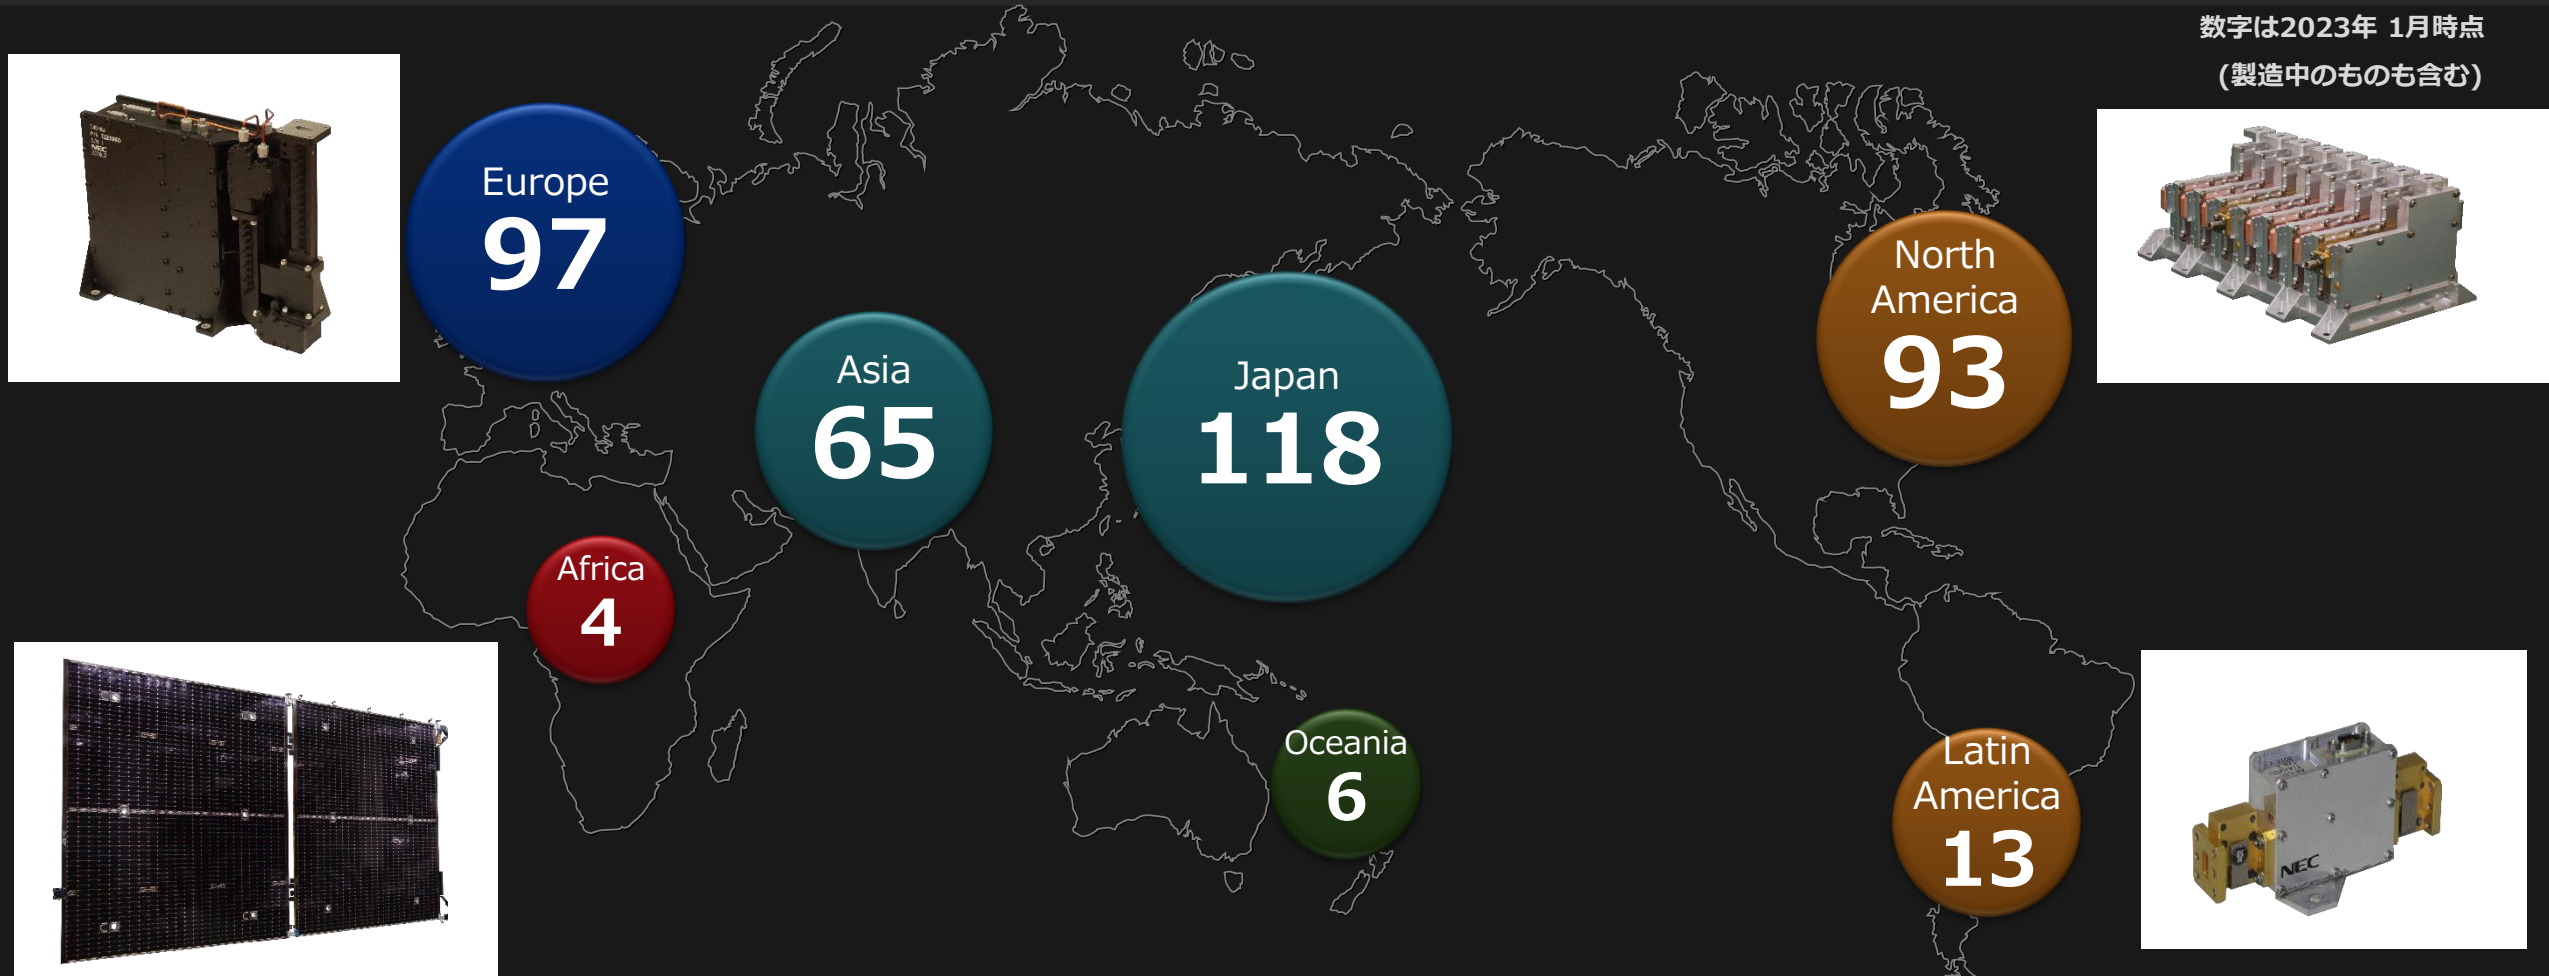 数字は2023年 1月時点
(製造中のものも含む)
Europe
97
North
America
93
Asia
65
Japan
118
Africa
4
Oceania
6
Latin
America
13
NEC
NEC